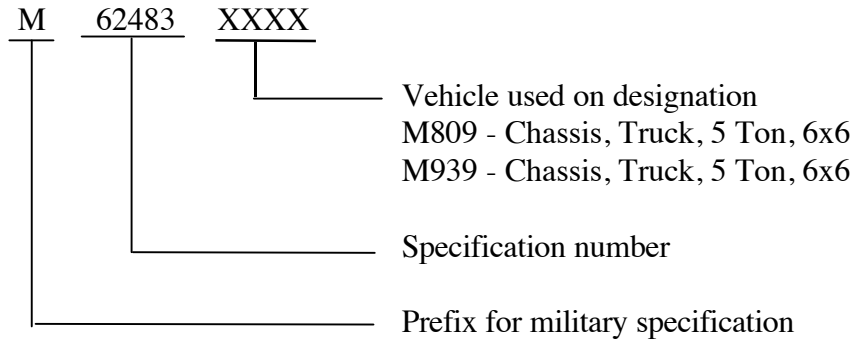 M 62483 XXXX
Vehicle used on designation
M809 - Chassis, Truck, 5 Ton, 6x6
M939 - Chassis, Truck, 5 Ton, 6x6
Specification number
Prefix for military specification